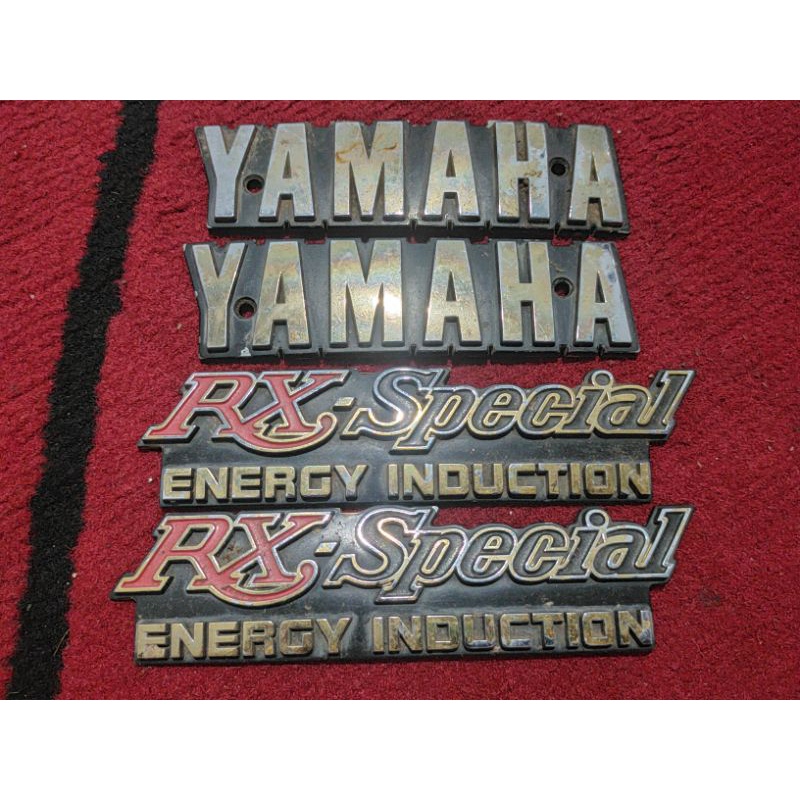 YAMAHA
YAMAHA
RX-Special
ENERGY INDUCTION
RX-Special
ENERGY INDUCTION